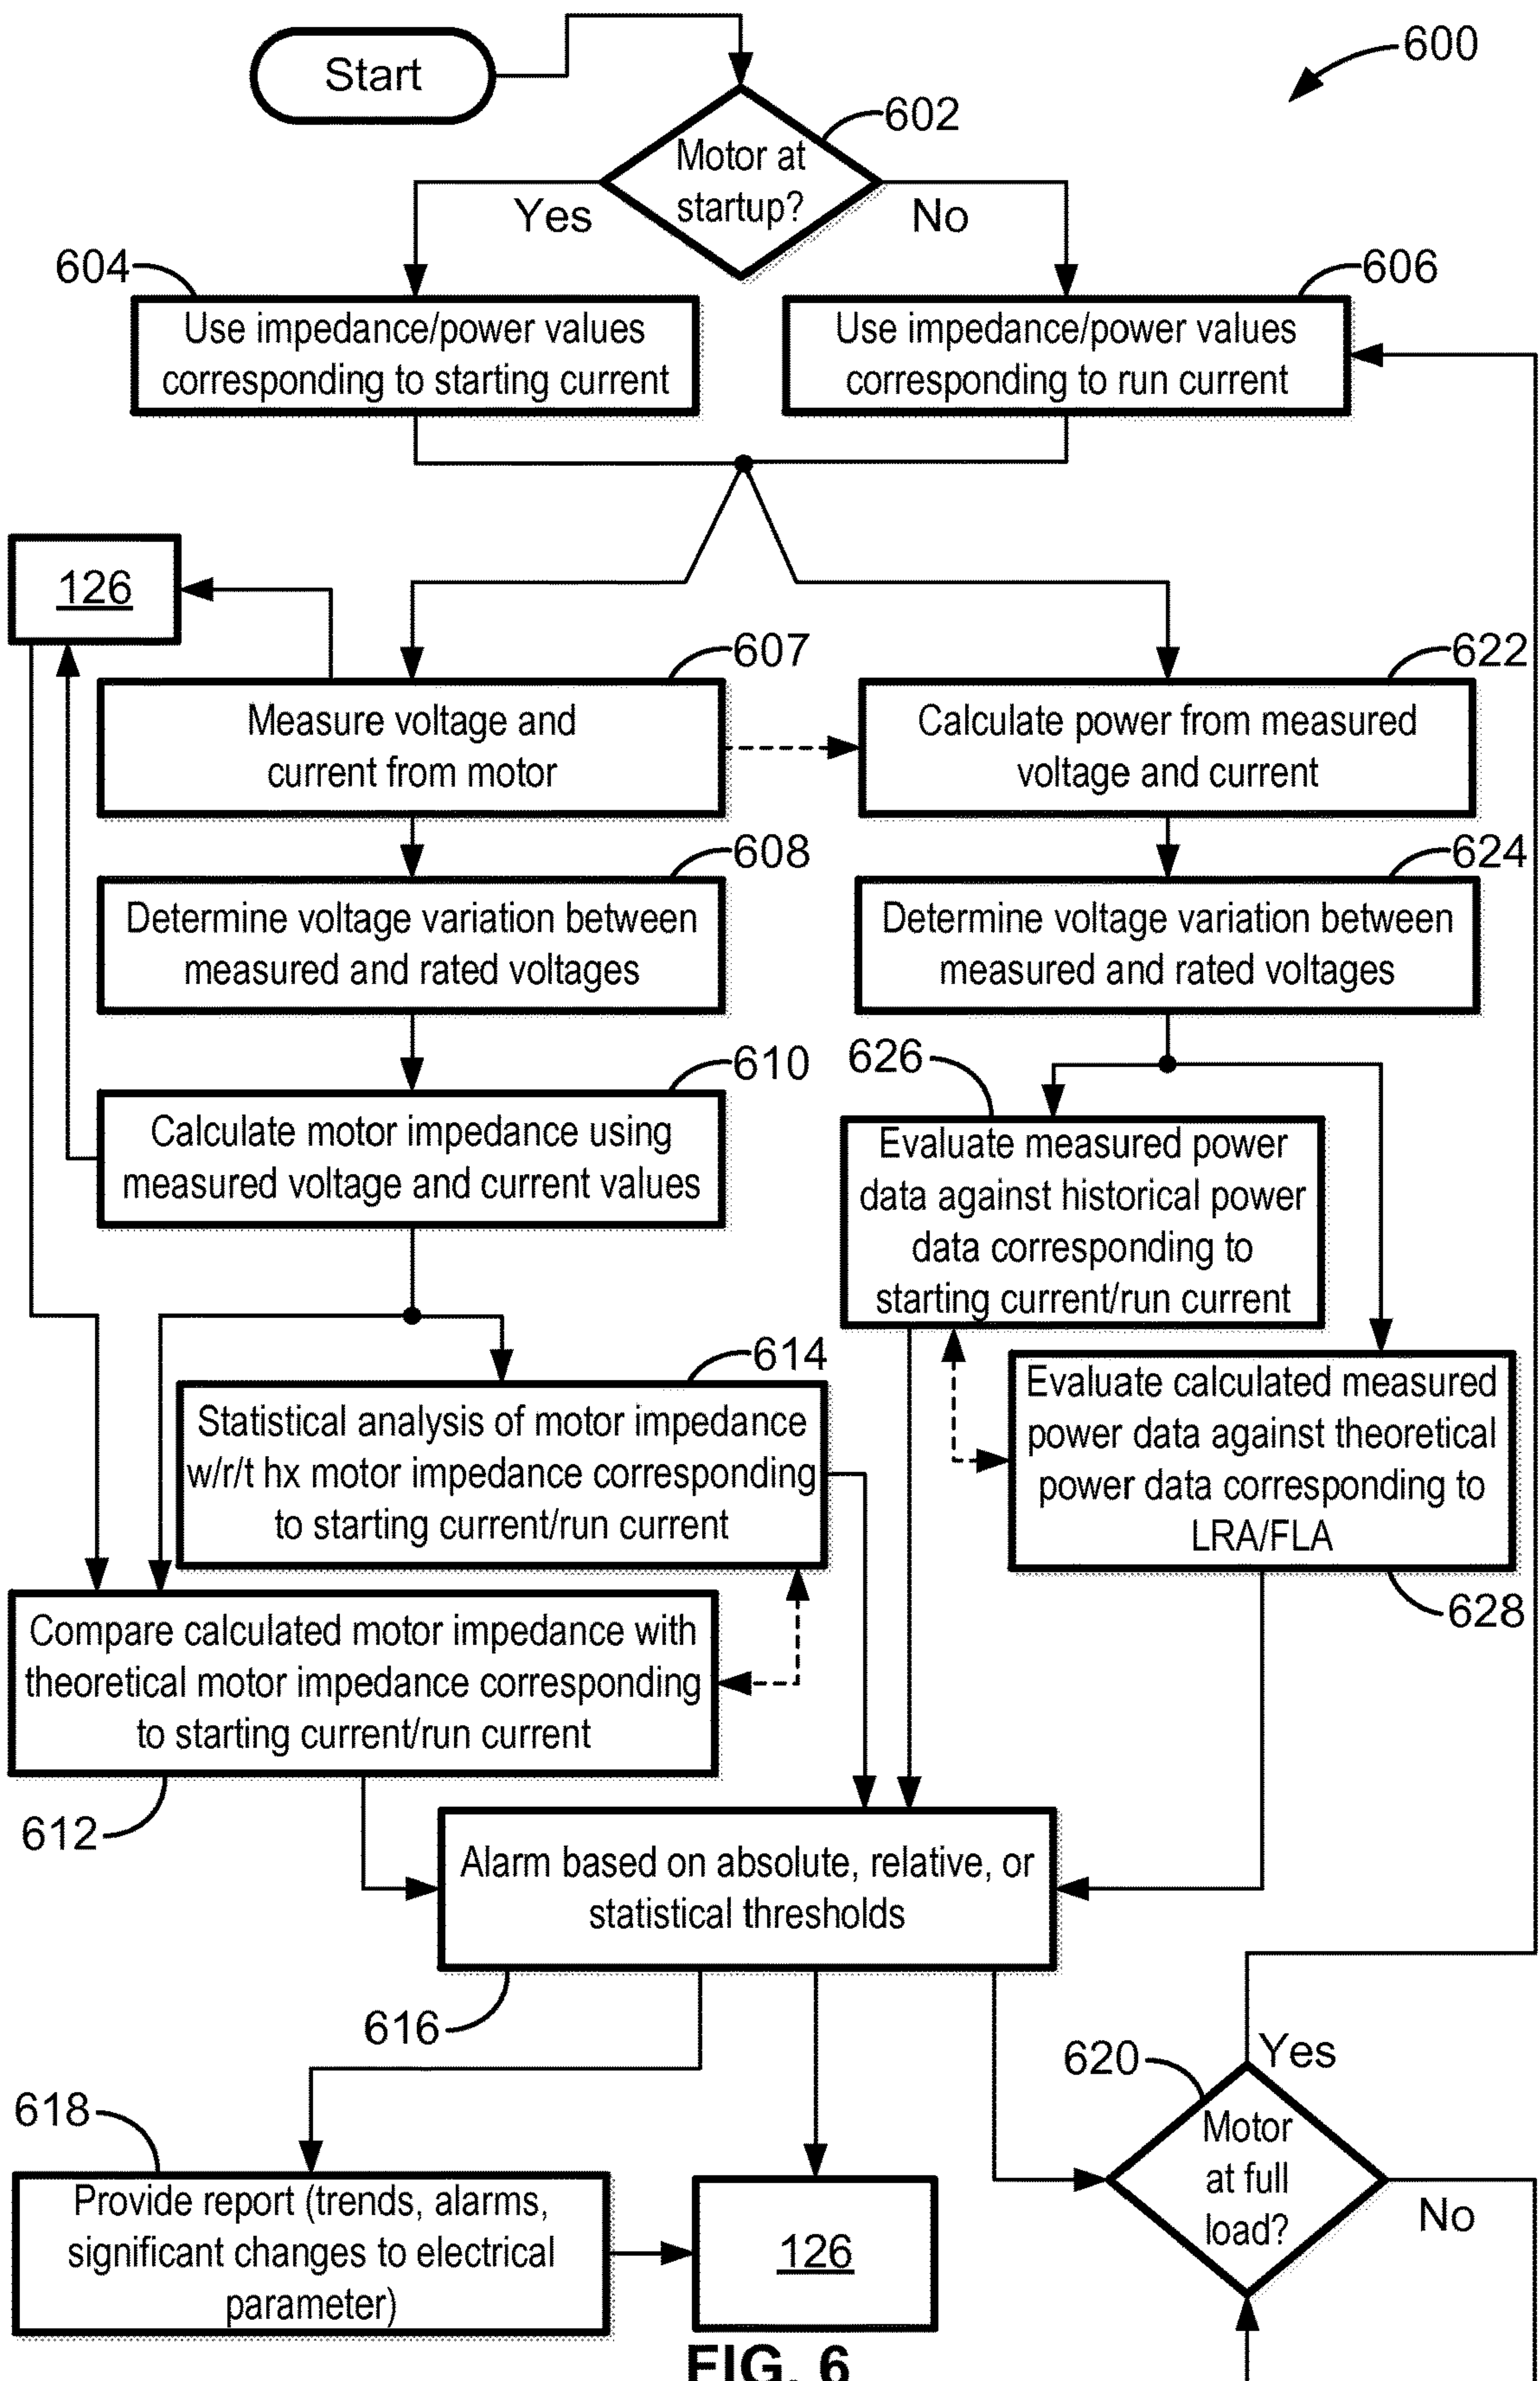 Start
600
602
Motor at
startup?
Yes
No
604
606
Use impedance/power values
corresponding to starting current
Use impedance/power values
corresponding to run current
126
607
622
Measure voltage and
current from motor
Calculate power from measured
voltage and current
608
624
Determine voltage variation between
measured and rated voltages
Determine voltage variation between
measured and rated voltages
610
626
Calculate motor impedance using
measured voltage and current values
Evaluate measured power
data against historical power
data corresponding to
starting current/run current
614
Statistical analysis of motor impedance
w/r/t hx motor impedance corresponding
to starting current/run current
Evaluate calculated measured
power data against theoretical
power data corresponding to
LRA/FLA
628
Compare calculated motor impedance with
theoretical motor impedance corresponding
to starting current/run current
612
Alarm based on absolute, relative, or
statistical thresholds
616
620
Yes
Motor
at full
load?
No
618
Provide report (trends, alarms,
significant changes to electrical
parameter)
126
FIG. 6